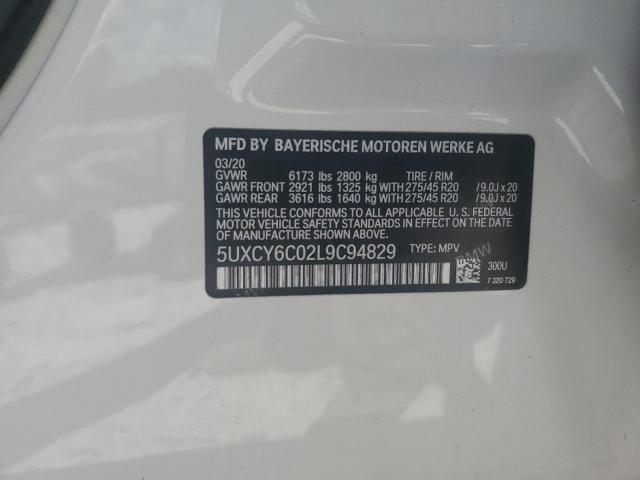 MFD BY BAYERISCHE MOTOREN WERKE AG
03/20
GVWR 6173 lbs 2800 kg TIRE / RIM
GAWR FRONT 2921 lbs 1325 kg WITH 275/45 R20 /9.0J x 20
GAWR REAR 3616 lbs 1640 kg WITH 275/45 R20 /9.0J x 20
THIS VEHICLE CONFORMS TO ALL APPLICABLE U. S. FEDERAL
MOTOR VEHICLE SAFETY STANDARDS IN EFFECT ON THE
DATE OF MANUFACTURE SHOWN ABOVE.
5UXCY6C02L9C94829 TYPE: MPV
BMW
300U
7 320 729